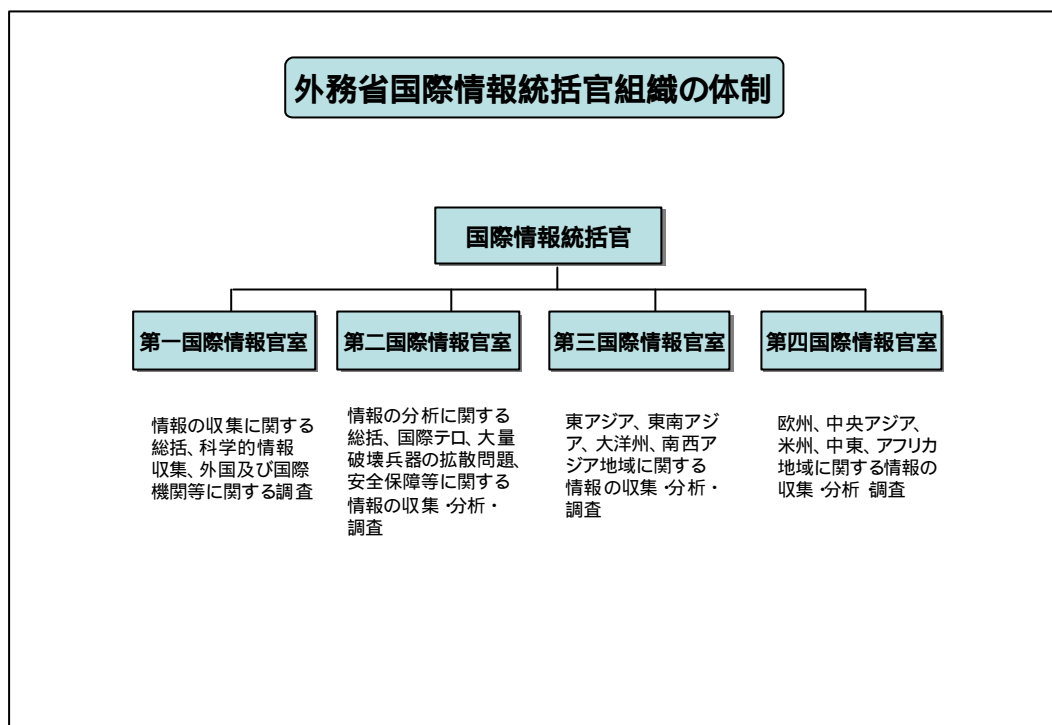 外務省国際情報統括官組織の体制
国際情報統括官
第一国際情報官室
第二国際情報官室
第三国際情報官室
第四国際情報官室
情報の収集に関する
総括、科学的情報
収集、外国及び国際
機関等に関する調査
情報の分析に関する
総括、国際テロ、大量
破壊兵器の拡散問題、
安全保障等に関する
情報の収集・分析・
調査
東アジア、東南アジ
ア、大洋州、南西ア
ジア地域に関する
情報の収集・分析・
調査
欧州、中央アジア、
米州、中東、アフリカ
地域に関する情報の
収集・分析・調査